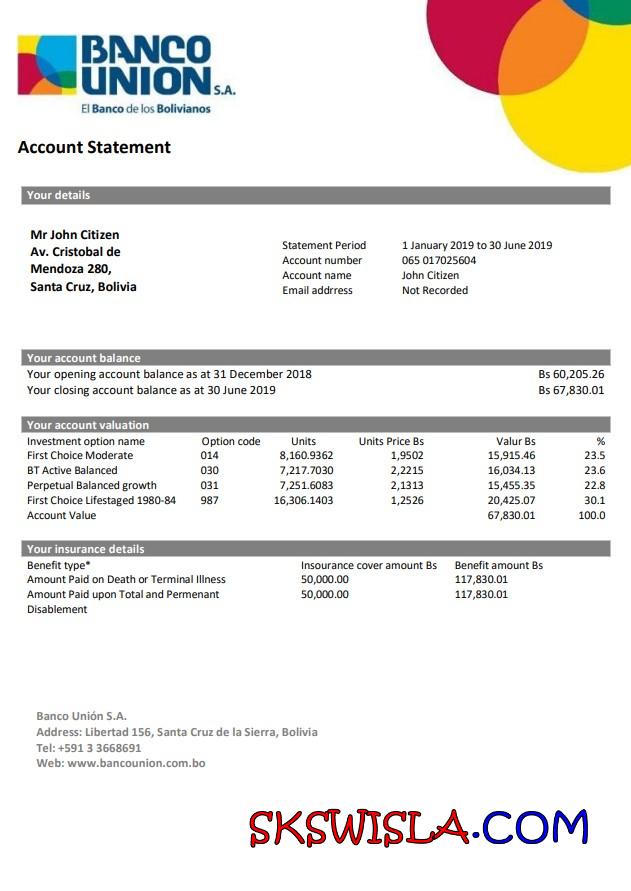 BANCO
UNION S.A.
El Banco de los Bolivianos
Account Statement
Your details
Mr John Citizen
Av. Cristobal de
Mendoza 280,
Santa Cruz, Bolivia
Statement Period 1 January 2019 to 30 June 2019
Account number 065 017025604
Account name John Citizen
Email adrress Not Recorded
Your account balance
Your opening account balance as at 31 December 2018 Bs 60,205.26
Your closing account balance as at 30 June 2019 Bs 67,830.01
Your account valuation
Investment option name Option code Units Units Price Bs Valur Bs %
First Choice Moderate 014 8,160.9362 1,9502 15,915.46 23.5
BT Active Balanced 030 7,217.7030 2,2215 16,034.13 23.6
Perpetual Balanced growth 031 7,251.6083 2,1313 15,455.35 22.8
First Choice Lifestaged 1980-84 987 16,306.1403 1,2526 20,425.07 30.1
Account Value 67,830.01 100.0
Your insurance details
Benefit type* Insourance cover amount Bs Benefit amount Bs
Amount Paid on Death or Terminal Illness 50,000.00 117,830.01
Amount Paid upon Total and Permenant 50,000.00 117,830.01
Disablement
Banco Unión S.A.
Address: Libertad 156, Santa Cruz de la Sierra, Bolivia
Tel: +591 3 3668691
Web: www.bancounion.com.bo
SKSWISLA.COM